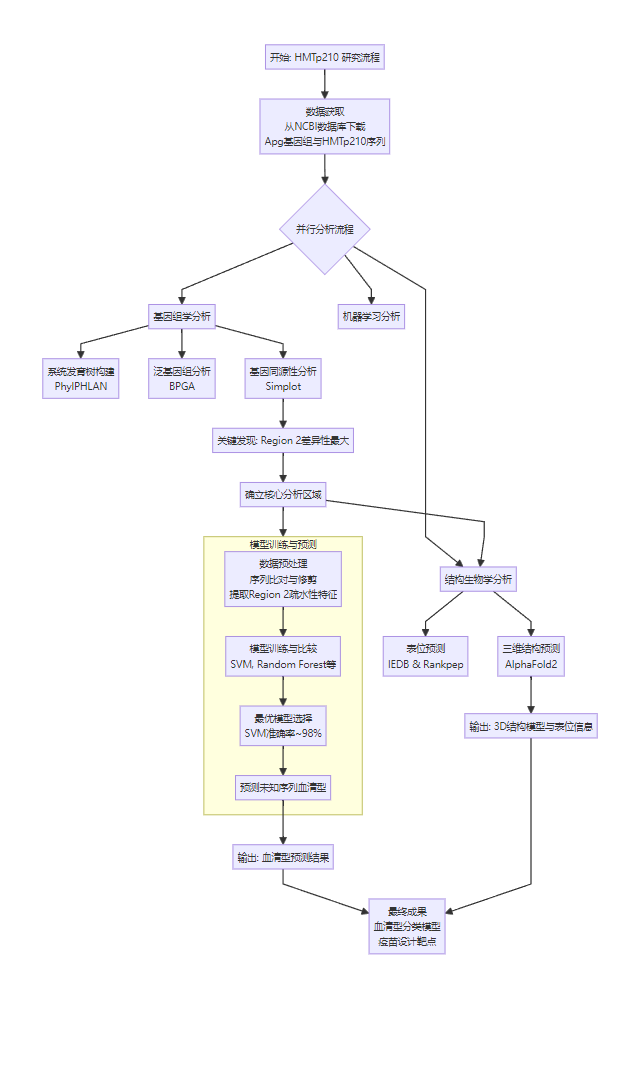 开始: HMTp210 研究流程
数据获取
从NCBI数据库下载
Apg基因组与HMTp210序列
并行分析流程
基因组学分析
机器学习分析
系统发育树构建
PhylPHLAN
泛基因组分析
BPGA
基因同源性分析
Simplot
关键发现: Region 2差异性最大
确立核心分析区域
模型训练与预测
数据预处理
序列比对与修剪
提取Region 2疏水性特征
结构生物学分析
模型训练与比较
SVM, Random Forest等
表位预测
IEDB & Rankpep
三维结构预测
AlphaFold2
最优模型选择
SVM准确率~98%
输出: 3D结构模型与表位信息
预测未知序列血清型
输出: 血清型预测结果
最终成果
血清型分类模型
疫苗设计靶点